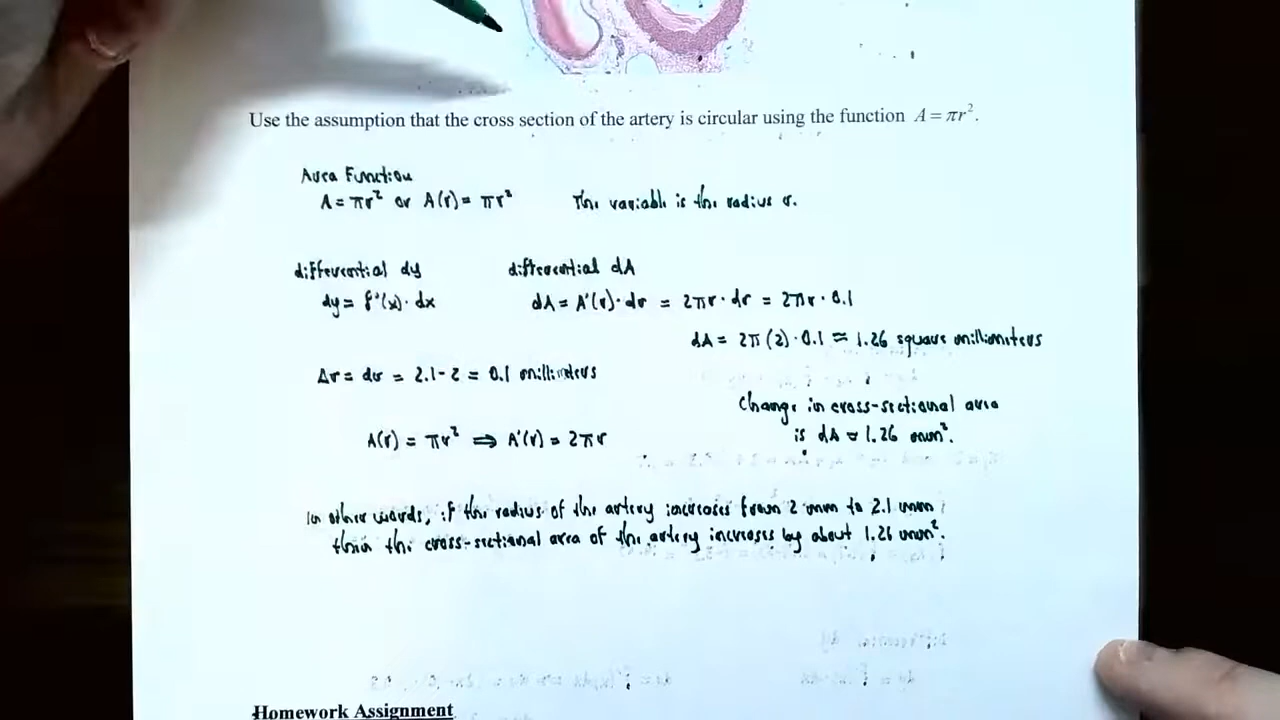 Use the assumption that the cross section of the artery is circular using the function A = πr².
Area Function
A = πr² or A(r) = πr² The variable is the radius r.
differential dy differential dA
dy = f'(x)·dx dA = A'(r)·dr = 2πr·dr = 2πr·0.1
dA = 2π(2)·0.1 ≈ 1.26 square millimeters
Δr = dr = 2.1-2 = 0.1 millimeters
Change in cross-sectional area
A(r) = πr² ⇒ A'(r) = 2πr is dA ≈ 1.26 mm².
In other words, if the radius of the artery increases from 2 mm to 2.1 mm
then the cross-sectional area of the artery increases by about 1.26 mm².
Homework Assignment